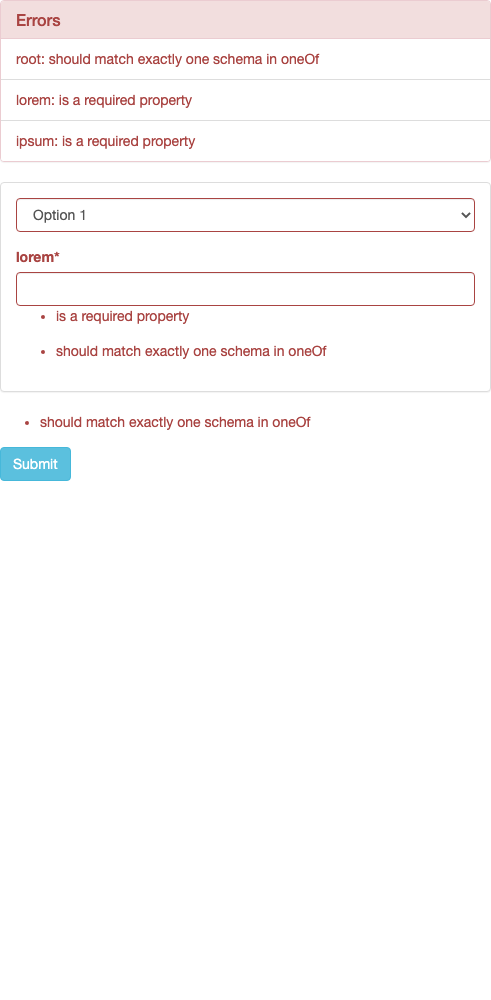 Errors
root: should match exactly one schema in oneOf
lorem: is a required property
ipsum: is a required property
Option 1
lorem*
is a required property
should match exactly one schema in oneOf
should match exactly one schema in oneOf
Submit